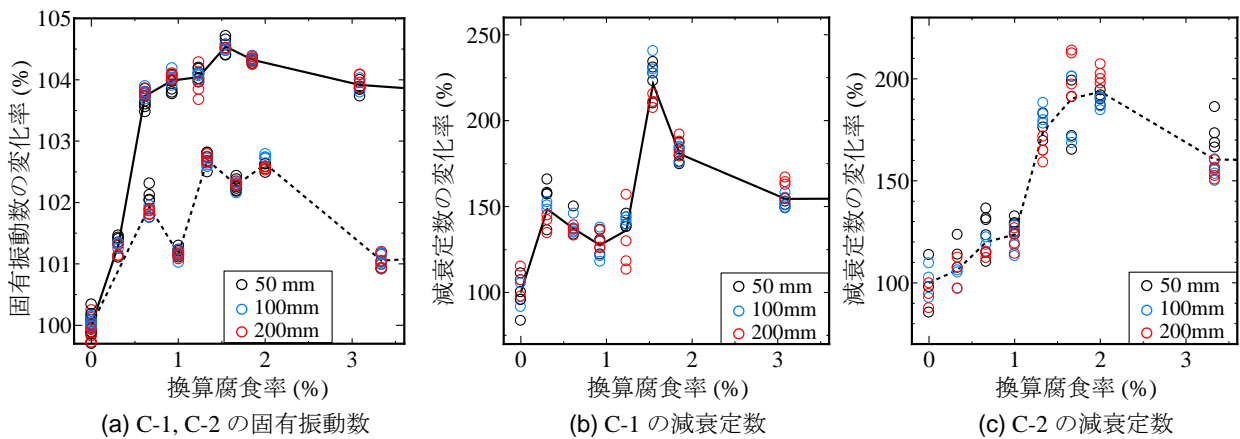 105
104
103
102
101
100
0
1
2
3
固有振動数の変化率 (%)
換算腐食率 (%)
50 mm
100mm
200mm
(a) C-1, C-2 の固有振動数
250
200
150
100
0
1
2
3
減衰定数の変化率 (%)
換算腐食率 (%)
50 mm
100mm
200mm
(b) C-1 の減衰定数
200
150
100
0
1
2
3
減衰定数の変化率 (%)
換算腐食率 (%)
50 mm
100mm
200mm
(c) C-2 の減衰定数